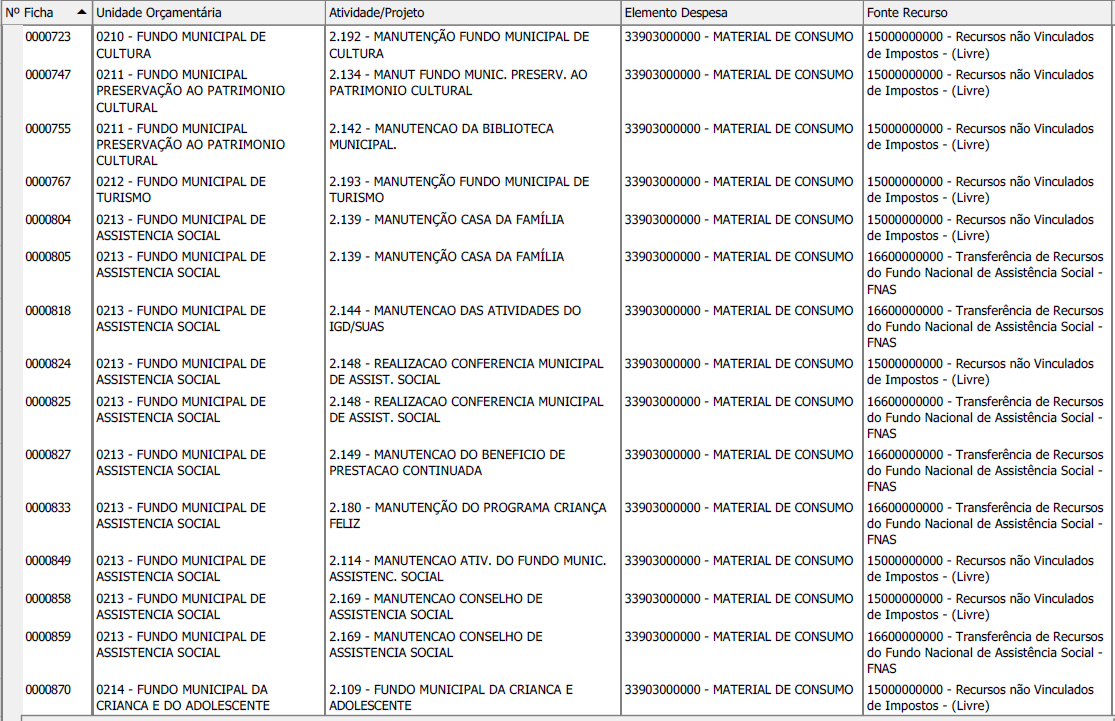 Nº Ficha Unidade Orçamentária Atividade/Projeto Elemento Despesa Fonte Recurso
0000723 0210 - FUNDO MUNICIPAL DE 2.192 - MANUTENÇÃO FUNDO MUNICIPAL DE 33903000000 - MATERIAL DE CONSUMO 15000000000 - Recursos não Vinculados
CULTURA CULTURA de Impostos - (Livre)
0000747 0211 - FUNDO MUNICIPAL 2.134 - MANUT FUNDO MUNIC. PRESERV. AO 33903000000 - MATERIAL DE CONSUMO 15000000000 - Recursos não Vinculados
PRESERVAÇÃO AO PATRIMONIO PATRIMONIO CULTURAL de Impostos - (Livre)
CULTURAL
0000755 0211 - FUNDO MUNICIPAL 2.142 - MANUTENCAO DA BIBLIOTECA 33903000000 - MATERIAL DE CONSUMO 15000000000 - Recursos não Vinculados
PRESERVAÇÃO AO PATRIMONIO MUNICIPAL. de Impostos - (Livre)
CULTURAL
0000767 0212 - FUNDO MUNICIPAL DE 2.193 - MANUTENÇÃO FUNDO MUNICIPAL DE 33903000000 - MATERIAL DE CONSUMO 15000000000 - Recursos não Vinculados
TURISMO TURISMO de Impostos - (Livre)
0000804 0213 - FUNDO MUNICIPAL DE 2.139 - MANUTENÇÃO CASA DA FAMÍLIA 33903000000 - MATERIAL DE CONSUMO 15000000000 - Recursos não Vinculados
ASSISTENCIA SOCIAL de Impostos - (Livre)
0000805 0213 - FUNDO MUNICIPAL DE 2.139 - MANUTENÇÃO CASA DA FAMÍLIA 33903000000 - MATERIAL DE CONSUMO 16600000000 - Transferência de Recursos
ASSISTENCIA SOCIAL do Fundo Nacional de Assistência Social -
FNAS
0000818 0213 - FUNDO MUNICIPAL DE 2.144 - MANUTENCAO DAS ATIVIDADES DO 33903000000 - MATERIAL DE CONSUMO 16600000000 - Transferência de Recursos
ASSISTENCIA SOCIAL IGD/SUAS do Fundo Nacional de Assistência Social -
FNAS
0000824 0213 - FUNDO MUNICIPAL DE 2.148 - REALIZACAO CONFERENCIA MUNICIPAL 33903000000 - MATERIAL DE CONSUMO 15000000000 - Recursos não Vinculados
ASSISTENCIA SOCIAL DE ASSIST. SOCIAL de Impostos - (Livre)
0000825 0213 - FUNDO MUNICIPAL DE 2.148 - REALIZACAO CONFERENCIA MUNICIPAL 33903000000 - MATERIAL DE CONSUMO 16600000000 - Transferência de Recursos
ASSISTENCIA SOCIAL DE ASSIST. SOCIAL do Fundo Nacional de Assistência Social -
FNAS
0000827 0213 - FUNDO MUNICIPAL DE 2.149 - MANUTENCAO DO BENEFICIO DE 33903000000 - MATERIAL DE CONSUMO 16600000000 - Transferência de Recursos
ASSISTENCIA SOCIAL PRESTACAO CONTINUADA do Fundo Nacional de Assistência Social -
FNAS
0000833 0213 - FUNDO MUNICIPAL DE 2.180 - MANUTENÇÃO DO PROGRAMA CRIANÇA 33903000000 - MATERIAL DE CONSUMO 16600000000 - Transferência de Recursos
ASSISTENCIA SOCIAL FELIZ do Fundo Nacional de Assistência Social -
FNAS
0000849 0213 - FUNDO MUNICIPAL DE 2.114 - MANUTENCAO ATIV. DO FUNDO MUNIC. 33903000000 - MATERIAL DE CONSUMO 15000000000 - Recursos não Vinculados
ASSISTENCIA SOCIAL ASSISTENC. SOCIAL de Impostos - (Livre)
0000858 0213 - FUNDO MUNICIPAL DE 2.169 - MANUTENCAO CONSELHO DE 33903000000 - MATERIAL DE CONSUMO 15000000000 - Recursos não Vinculados
ASSISTENCIA SOCIAL ASSISTENCIA SOCIAL de Impostos - (Livre)
0000859 0213 - FUNDO MUNICIPAL DE 2.169 - MANUTENCAO CONSELHO DE 33903000000 - MATERIAL DE CONSUMO 16600000000 - Transferência de Recursos
ASSISTENCIA SOCIAL ASSISTENCIA SOCIAL do Fundo Nacional de Assistência Social -
FNAS
0000870 0214 - FUNDO MUNICIPAL DA 2.109 - FUNDO MUNICIPAL DA CRIANCA E 33903000000 - MATERIAL DE CONSUMO 15000000000 - Recursos não Vinculados
CRIANCA E DO ADOLESCENTE ADOLESCENTE de Impostos - (Livre)